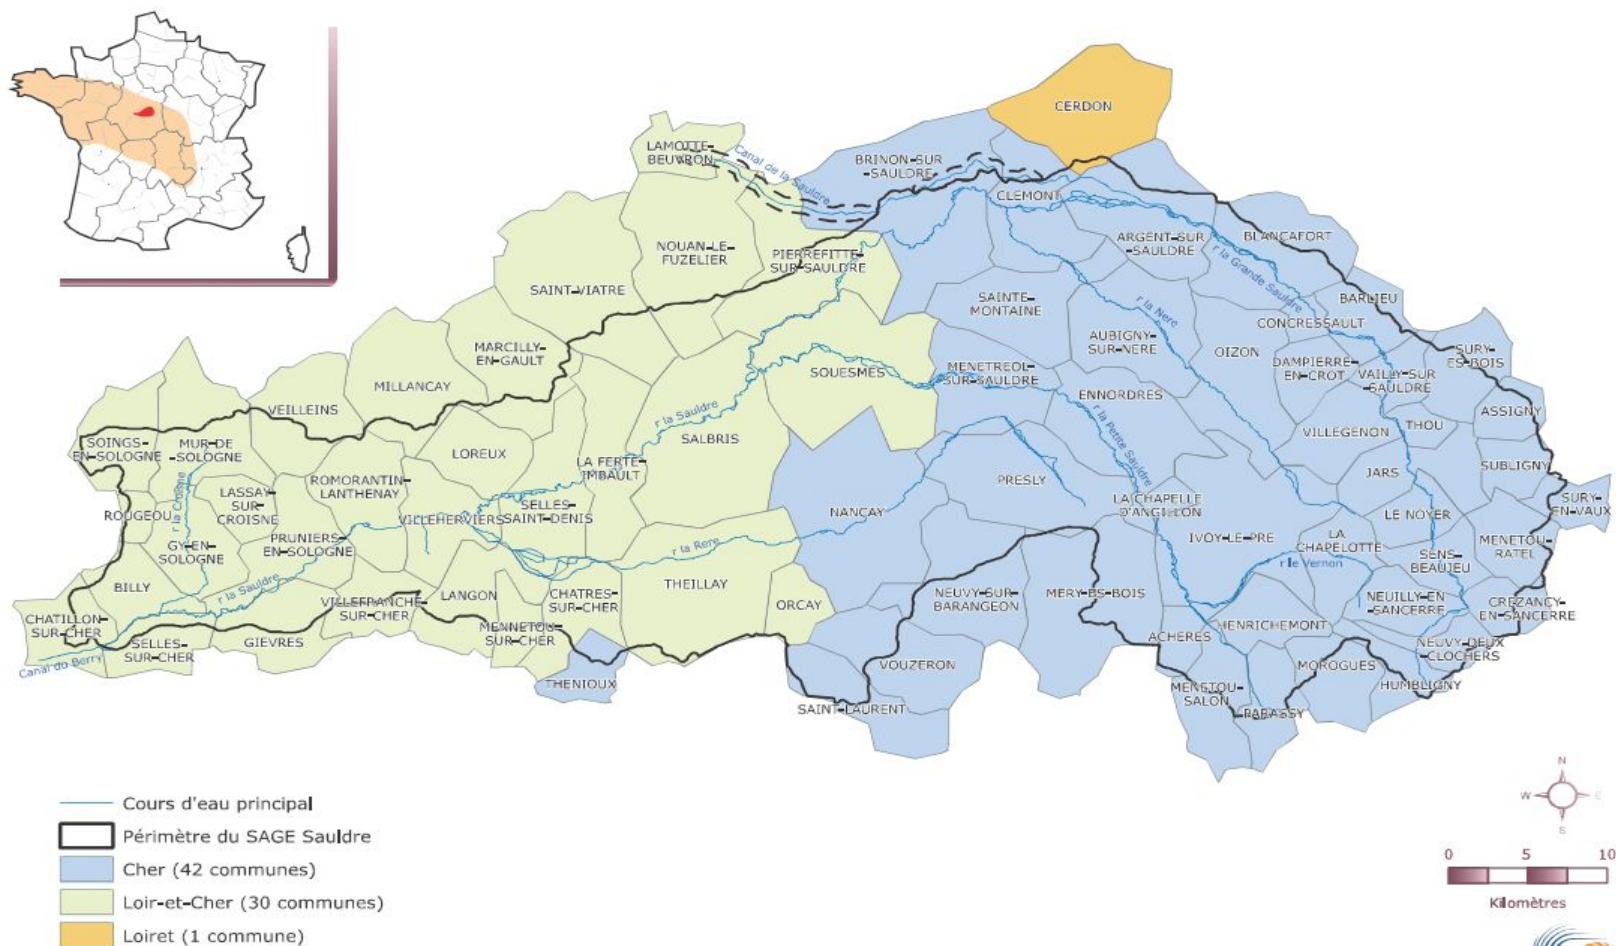 CERDON
LAMOTTE-
BEUVRON
Canal de la Sauldre
BRINON-SUR
-SAULDRE
CLEMONT
NOUAN-LE-
FUZELIER
PIERREFITTE-
SUR-SAULDRE
ARGENT-SUR-
SAULDRE
BLANCAFORT
r la Grande Sauldre
SAINT-VIATRE
SAINTE-
MONTAINE
r la Nere
BARLIEU
CONCRESSAULT
AUBIGNY-
SUR-NERE
OIZON
MARCILLY-
EN-GAULT
DAMPIERRE-
EN-CROT
VAILLY-SUR
-SAULDRE
SURY-
ES-BOIS
MILLANCAY
SOUESMES
MENETREOL-
SUR-SAULDRE
ENNORDRES
VEILLEINS
r la Sauldre
r la Petite Sauldre
ASSIGNY
SOINGS-
EN-SOLOGNE
MUR-DE
-SOLOGNE
LOREUX
SALBRIS
VILLEGENON
THOU
LA FERTE-
IMBAULT
SUBLIGNY
JARS
ROMORANTIN-
LANTHENAY
PRESLY
LASSAY-
SUR-
CROISNE
r la Croisne
LA CHAPELLE
D'ANGILLON
SURY-
EN-VAUX
ROUGEOU
VILLEHERVIERS
SELLES-
SAINT-DENIS
NANCAY
LE NOYER
PRUNIERS-
EN-SOLOGNE
IVOY-LE-PRE
LA
CHAPELOTTE
MENETOU-
RATEL
GY-EN-
SOLOGNE
r la Rere
r le Vernon
SENS-
BEAUJEU
BILLY
r la Sauldre
THEILLAY
ORCAY
NEUVY-SUR-
BARANGEON
MERY-ES-BOIS
NEUILLY-EN
-SANCERRE
CREZANCY-
EN-SANCERRE
CHATILLON
-SUR-CHER
VILLEFRANCHE-
SUR-CHER
LANGON
CHATRES-
SUR-CHER
SELLES-
SUR-CHER
GIEVRES
MENNETOU-
SUR-CHER
ACHERES
HENRICHEMONT
NEUVY-DEUX
-CLOCHERS
Canal du Berry
VOUZERON
MOROGUES
HUMBLIGNY
THENIOUX
MENETOU-
SALON
SAINT-LAURENT
PARASSY
Cours d'eau principal
Périmètre du SAGE Sauldre
Cher (42 communes)
Loir-et-Cher (30 communes)
Loiret (1 commune)
N
W
E
S
0 5 10
Kilomètres